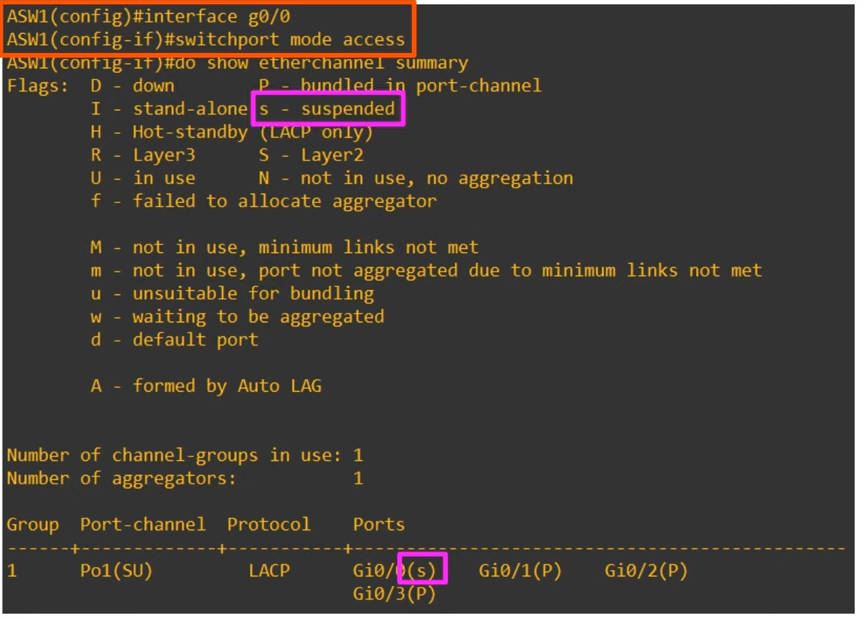 ASW1(config)#interface g0/0
ASW1(config-if)#switchport mode access
ASW1(config-if)#do show etherchannel summary
Flags:  D - down        P - bundled in port-channel
        I - stand-alone s - suspended
        H - Hot-standby (LACP only)
        R - Layer3      S - Layer2
        U - in use      N - not in use, no aggregation
        f - failed to allocate aggregator

        M - not in use, minimum links not met
        m - not in use, port not aggregated due to minimum links not met
        u - unsuitable for bundling
        w - waiting to be aggregated
        d - default port

        A - formed by Auto LAG

Number of channel-groups in use: 1
Number of aggregators:           1

Group  Port-channel  Protocol    Ports
------+-------------+-----------+-----------------------------------------------
1      Po1(SU)         LACP      Gi0/0(s)    Gi0/1(P)    Gi0/2(P)
                                 Gi0/3(P)